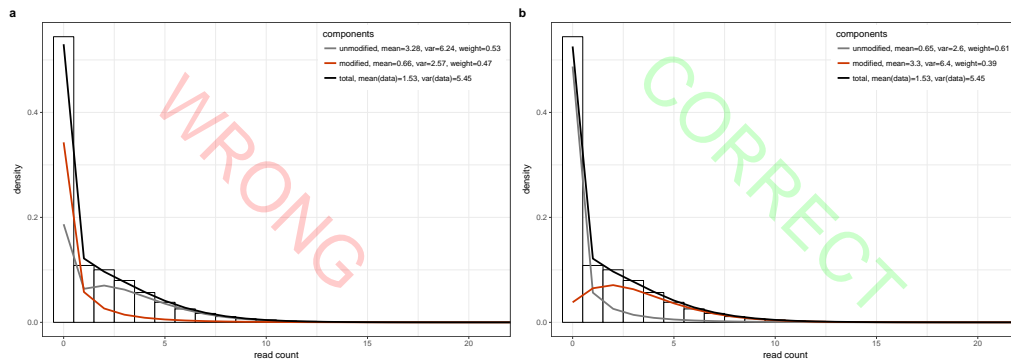 a
components
unmodified, mean=3.28, var=6.24, weight=0.53
modified, mean=0.66, var=2.57, weight=0.47
total, mean(data)=1.53, var(data)=5.45
WRONG
density
0.4
0.2
0.0
0 5 10 15 20
read count
b
components
unmodified, mean=0.65, var=2.6, weight=0.61
modified, mean=3.3, var=6.4, weight=0.39
total, mean(data)=1.53, var(data)=5.45
CORRECT
density
0.4
0.2
0.0
0 5 10 15 20
read count